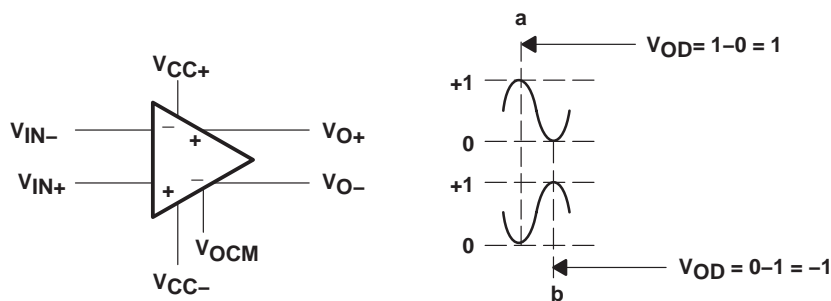 V_CC+
V_IN−
V_O+
V_IN+
V_O−
V_OCM
V_CC−
− + + −
a
V_OD= 1–0 = 1
+1
0
+1
0
V_OD = 0–1 = –1
b